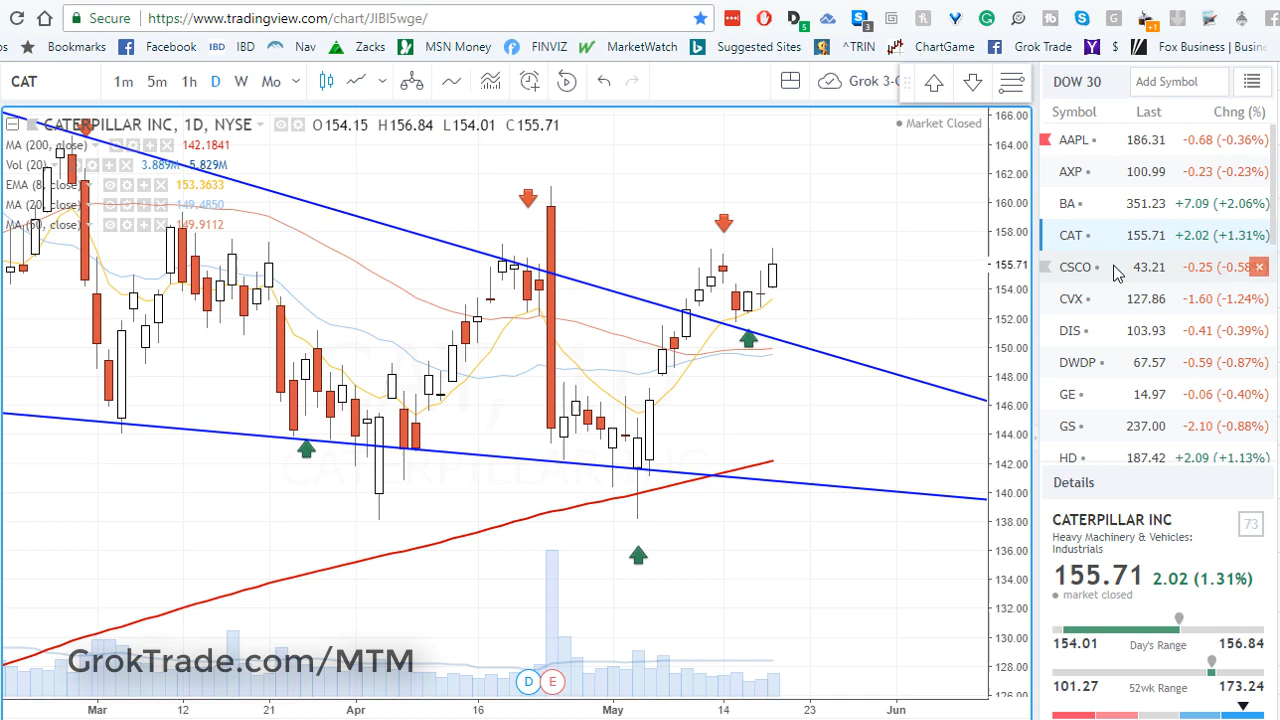 Secure https://www.tradingview.com/chart/JIBI5wge/
Bookmarks Facebook IBD IBD Nav Zacks MSN Money FINVIZ MarketWatch Suggested Sites ^TRIN ChartGame Grok Trade $ Fox Business | Busine
CAT 1m 5m 1h D W Mo Grok 3-
DOW 30 Add Symbol
CATERPILLAR INC, 1D, NYSE O154.15 H156.84 L154.01 C155.71
Market Closed
MA (200, close) 142.1841
Vol (20) 3.889M 5.829M
EMA (8, close) 153.3633
MA (20, close) 149.4850
MA (50, close) 149.9112
166.00
164.00
162.00
160.00
158.00
155.71
154.00
152.00
150.00
148.00
146.00
144.00
142.00
140.00
138.00
136.00
134.00
132.00
130.00
128.00
126.00
Symbol Last Chng (%)
AAPL 186.31 -0.68 (-0.36%)
AXP 100.99 -0.23 (-0.23%)
BA 351.23 +7.09 (+2.06%)
CAT 155.71 +2.02 (+1.31%)
CSCO 43.21 -0.25 (-0.58
CVX 127.86 -1.60 (-1.24%)
DIS 103.93 -0.41 (-0.39%)
DWDP 67.57 -0.59 (-0.87%)
GE 14.97 -0.06 (-0.40%)
GS 237.00 -2.10 (-0.88%)
HD 187.42 +2.09 (+1.13%)
Details
CATERPILLAR INC 73
Heavy Machinery & Vehicles:
Industrials
155.71 2.02 (1.31%)
market closed
154.01 Day's Range 156.84
101.27 52wk Range 173.24
GrokTrade.com/MTM
D E
Mar 12 21 Apr 16 May 14 23 Jun